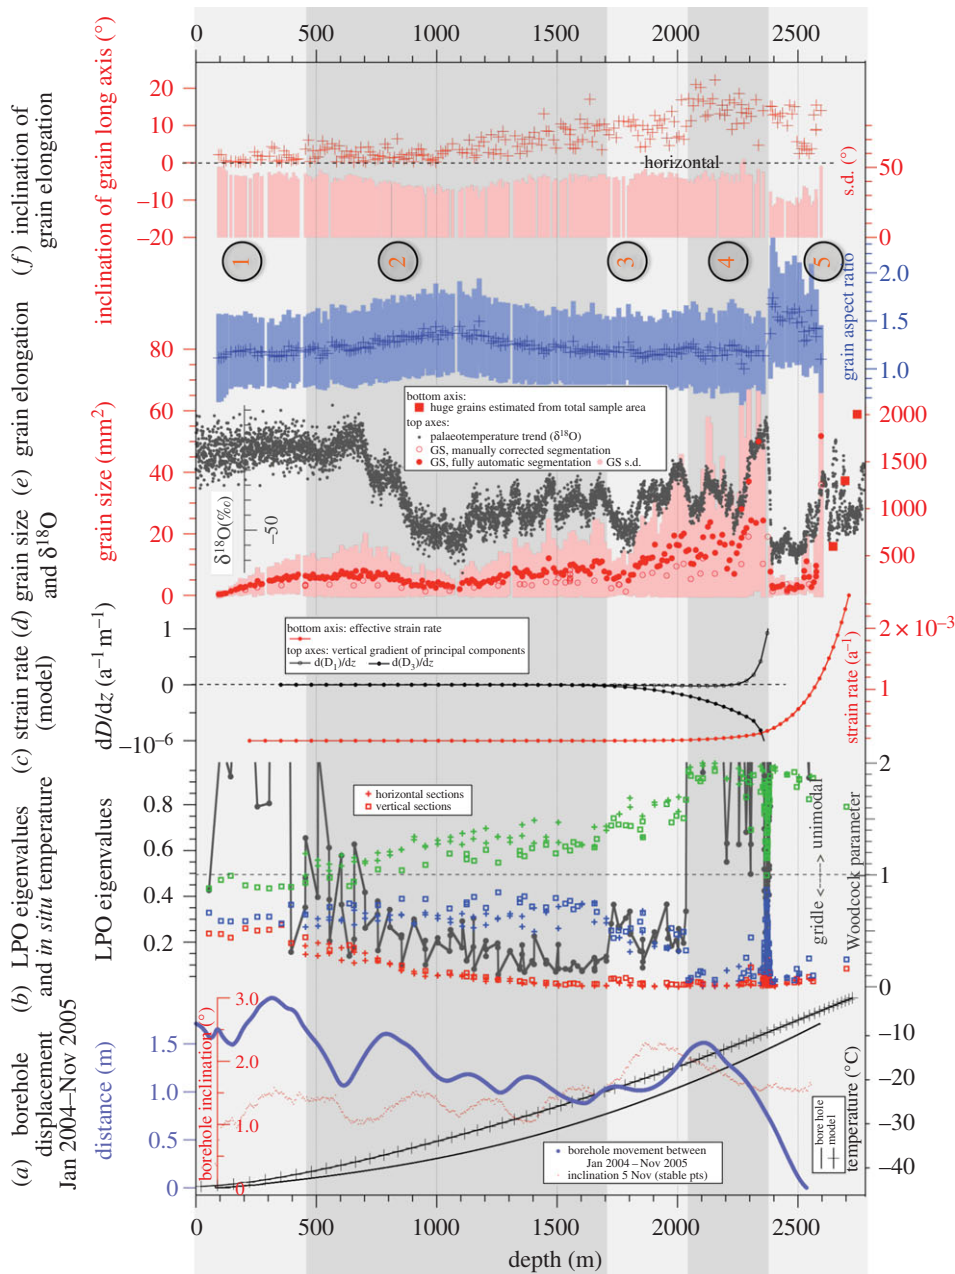 0 500 1000 1500 2000 2500
(f) inclination of
grain elongation
inclination of grain long axis (°)
20
10
0
−10
−20
horizontal
50
0
s.d. (°)
1 2 3 4 5
(e) grain elongation
2.0
1.5
1.0
grain aspect ratio
(d) grain size
and δ¹⁸O
grain size (mm²)
80
60
40
20
0
δ¹⁸O(‰)
−50
bottom axis:
huge grains estimated from total sample area
top axes:
palaeotemperature trend (δ¹⁸O)
GS, manually corrected segmentation
GS, fully automatic segmentation GS s.d.
2000
1500
1000
500
(c) strain rate
(model)
dD/dz (a⁻¹ m⁻¹)
1
0
−10⁻⁶
bottom axis: effective strain rate
top axes: vertical gradient of principal components
d(D₁)/dz d(D₃)/dz
2 × 10⁻³
1
strain rate (a⁻¹)
(b) LPO eigenvalues
and in situ temperature
LPO eigenvalues
0.8
0.6
0.4
0.2
horizontal sections
vertical sections
2
1
0
girdle <----> unimodal
Woodcock parameter
(a) borehole
displacement
Jan 2004–Nov 2005
distance (m)
1.5
1.0
0.5
0
borehole inclination (°)
3.0
2.0
1.0
0
borehole movement between
Jan 2004 – Nov 2005
inclination 5 Nov (stable pts)
bore hole
model
temperature (°C)
−10
−20
−30
−40
0 500 1000 1500 2000 2500
depth (m)